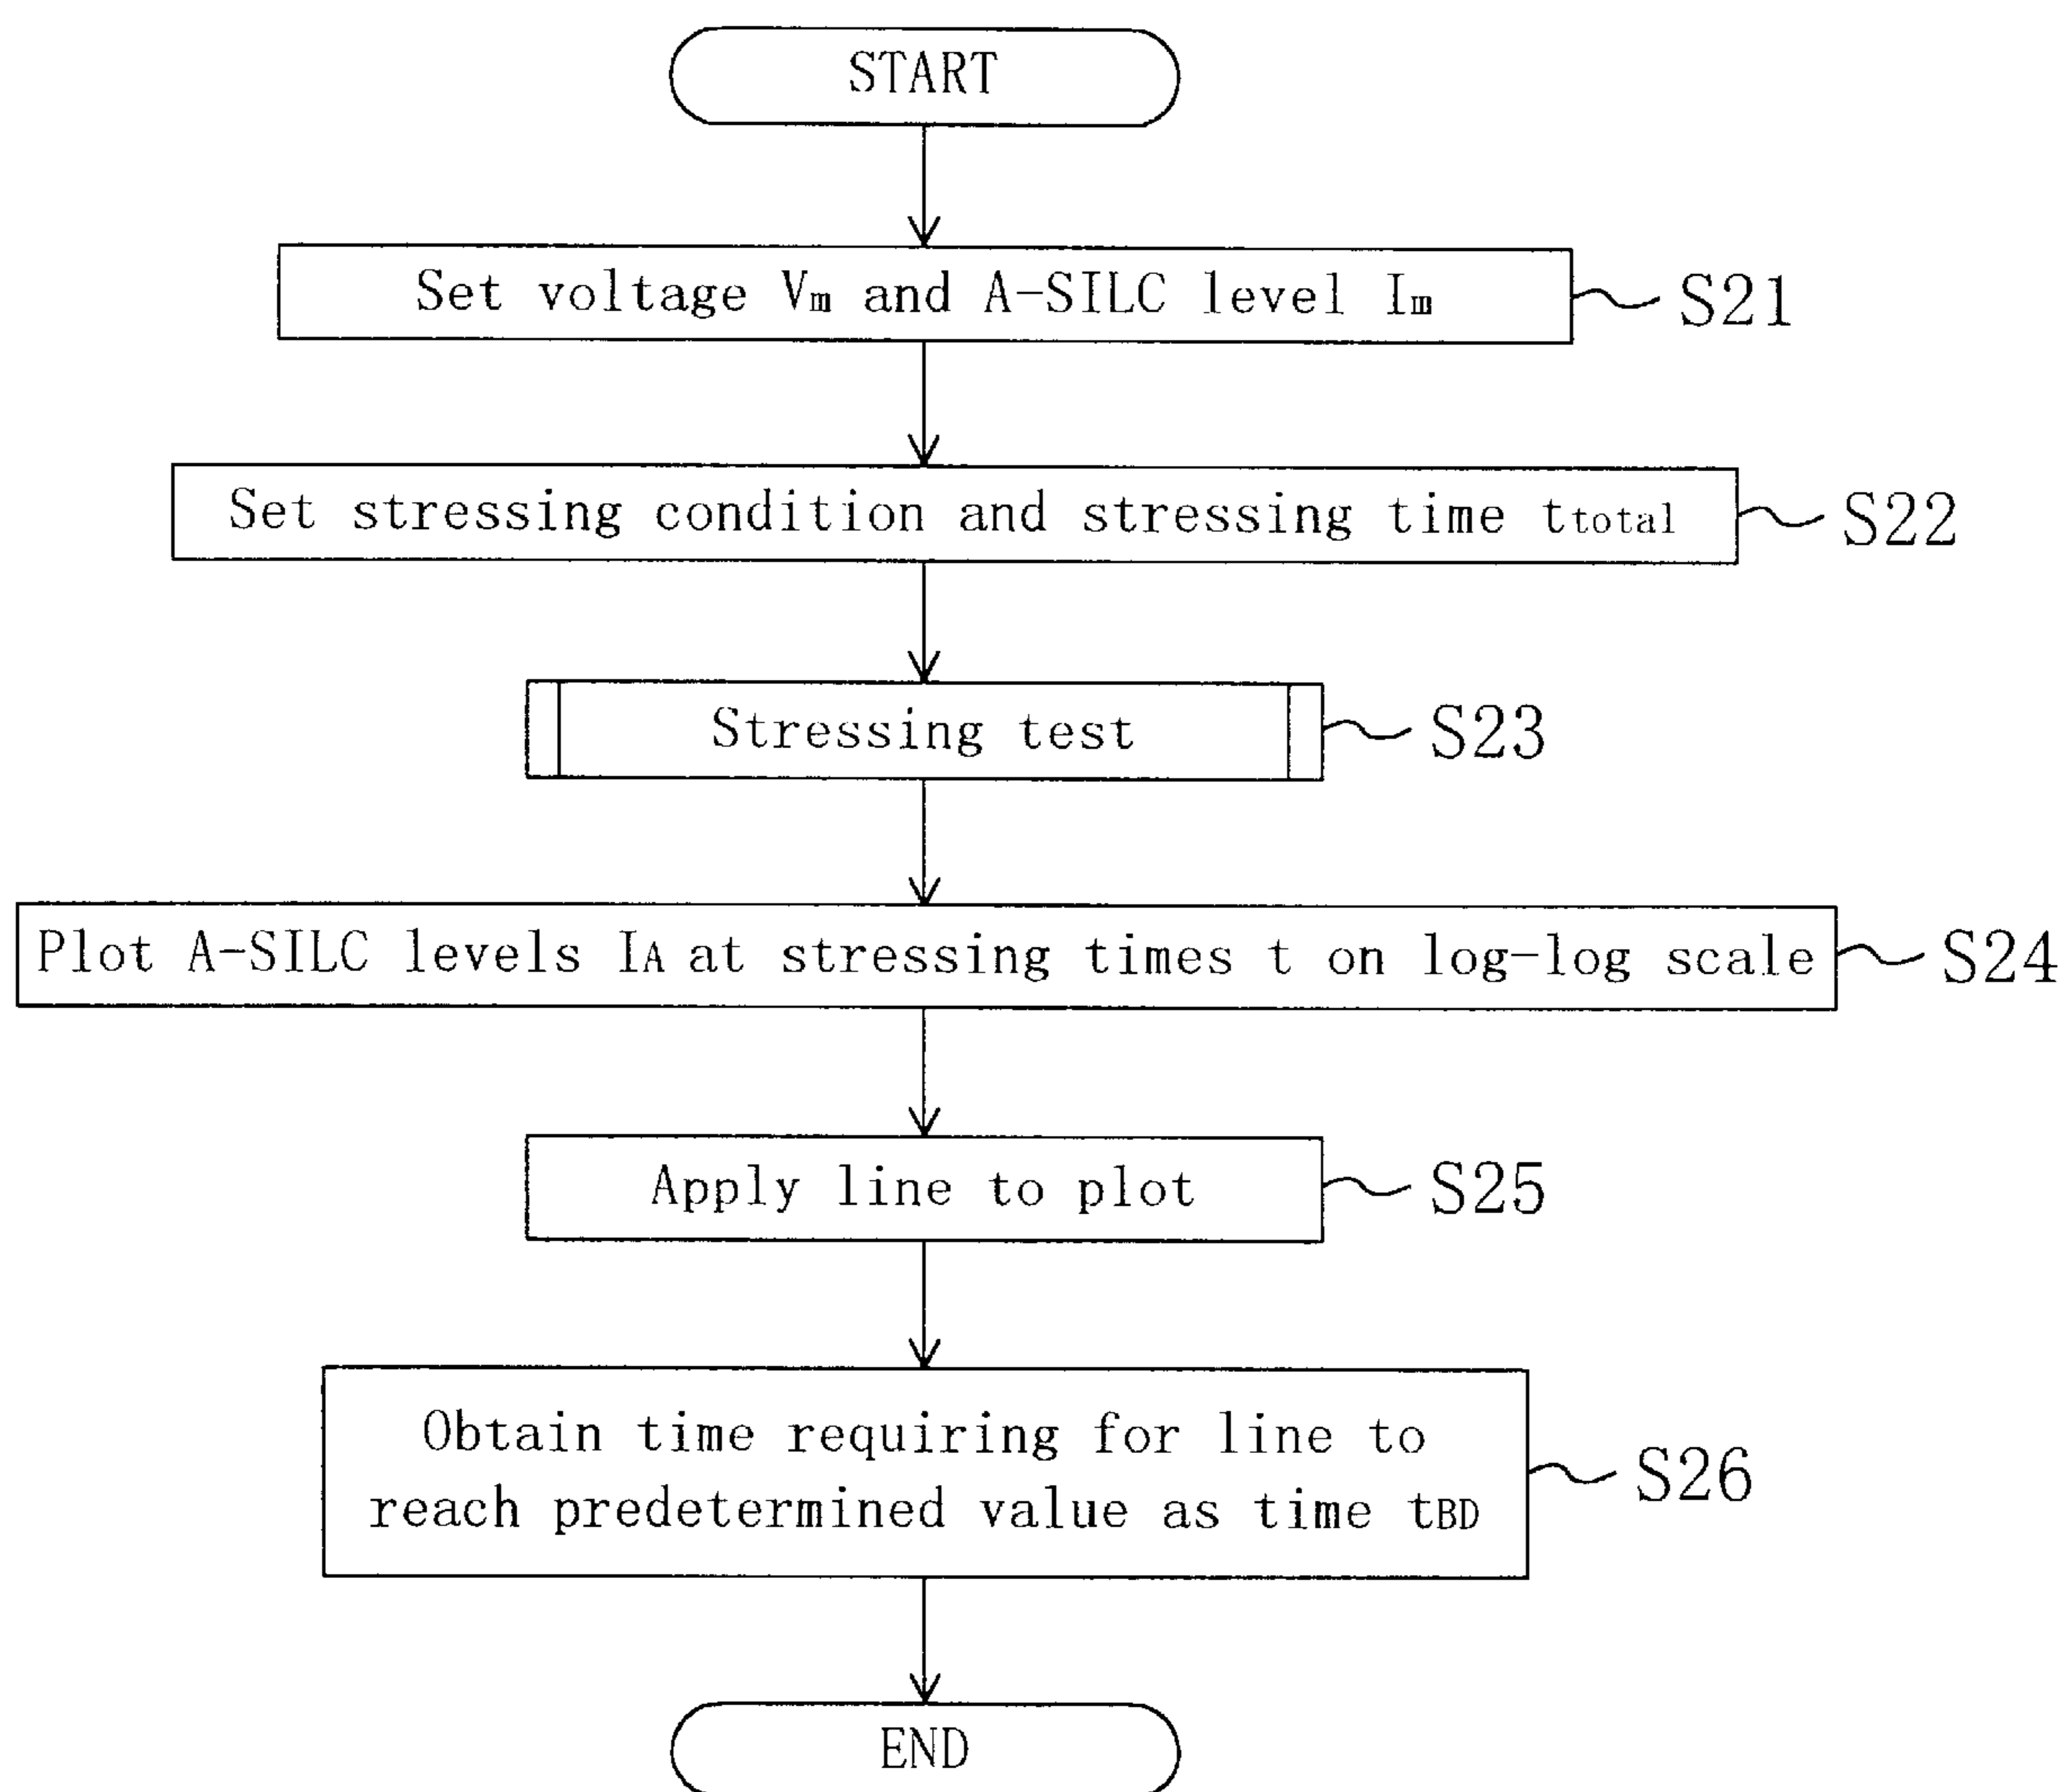 START
Set voltage Vm and A-SILC level Im
S21
Set stressing condition and stressing time ttotal
S22
Stressing test
S23
Plot A-SILC levels IA at stressing times t on log-log scale
S24
Apply line to plot
S25
Obtain time requiring for line to
reach predetermined value as time tBD
S26
END